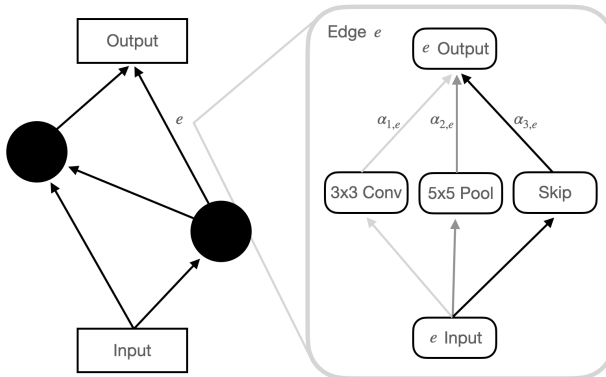 Output
e
Input
Edge e
e Output
α1,e
α2,e
α3,e
3x3 Conv
5x5 Pool
Skip
e Input